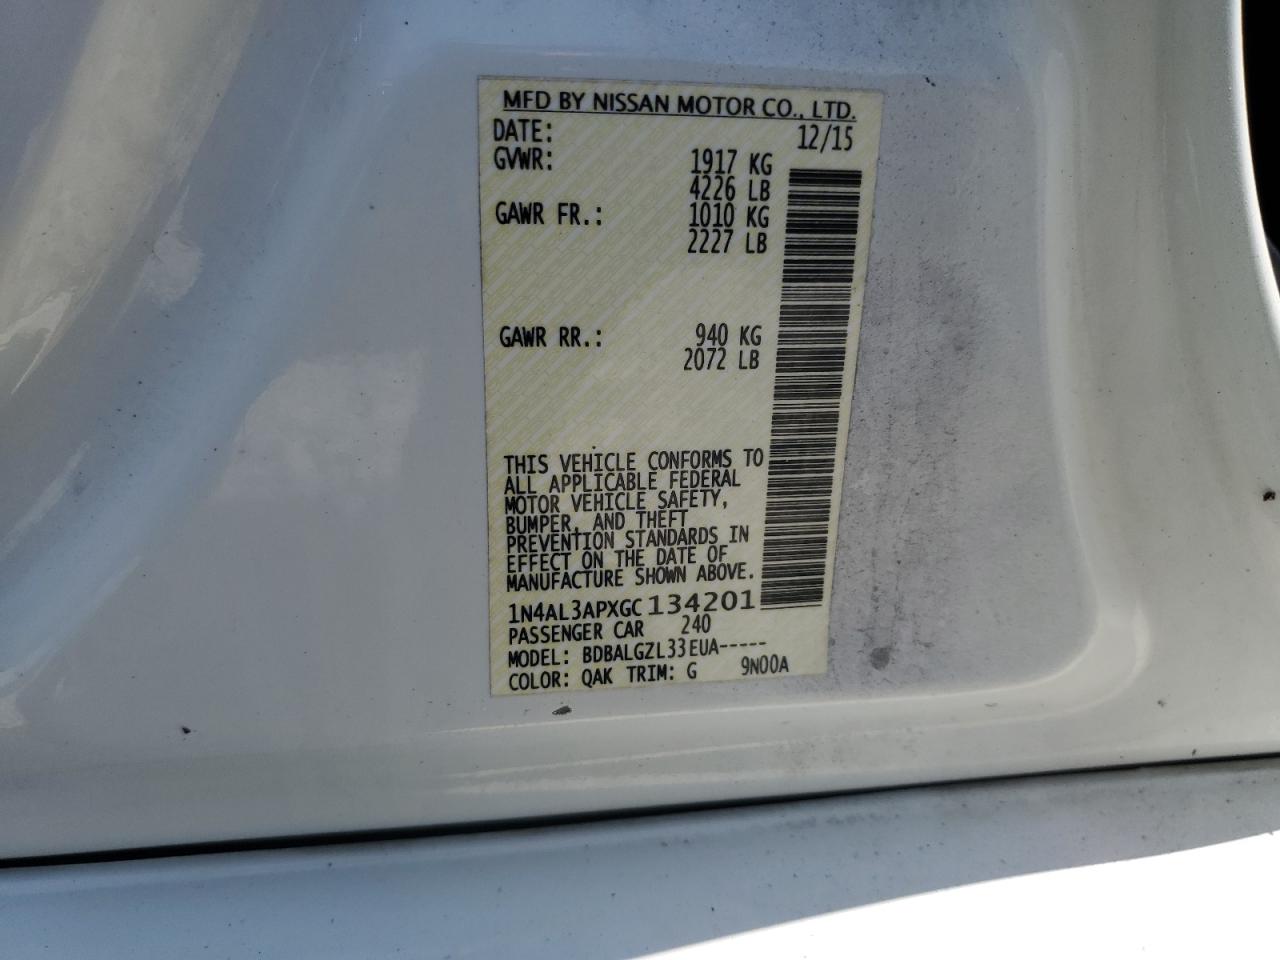 MFD BY NISSAN MOTOR CO., LTD.
DATE: 12/15
GVWR: 1917 KG
4226 LB
GAWR FR.: 1010 KG
2227 LB
GAWR RR.: 940 KG
2072 LB
THIS VEHICLE CONFORMS TO
ALL APPLICABLE FEDERAL
MOTOR VEHICLE SAFETY,
BUMPER, AND THEFT
PREVENTION STANDARDS IN
EFFECT ON THE DATE OF
MANUFACTURE SHOWN ABOVE.
1N4AL3APXGC134201
PASSENGER CAR 240
MODEL: BDBALGZL33EUA-----
COLOR: QAK TRIM: G 9N00A